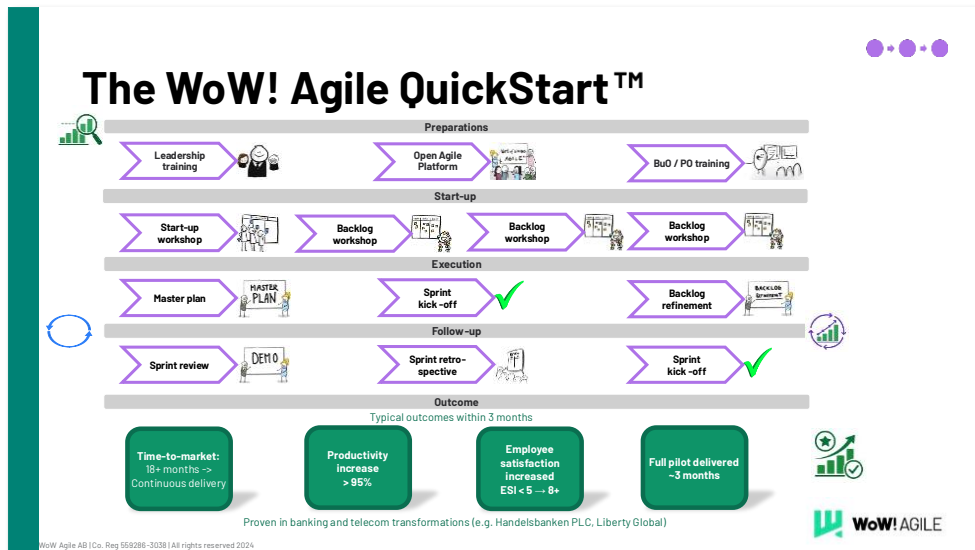 The WoW! Agile QuickStart™
Preparations
Leadership
training
Open Agile
Platform
BuO / PO training
Start-up
Start-up
workshop
Backlog
workshop
Backlog
workshop
Backlog
workshop
Execution
Master plan
MASTER
PLAN
Sprint
kick -off
Backlog
refinement
BACKLOG
REFINEMENT
Follow-up
Sprint review
DEMO
Sprint retro-
spective
Sprint
kick -off
Outcome
Typical outcomes within 3 months
Time-to-market:
18+ months ->
Continuous delivery
Productivity
increase
> 95%
Employee
satisfaction
increased
ESI < 5 → 8+
Full pilot delivered
~3 months
Proven in banking and telecom transformations (e.g. Handelsbanken PLC, Liberty Global)
WoW! AGILE
WoW Agile AB | Co. Reg 559286-3038 | All rights reserved 2024